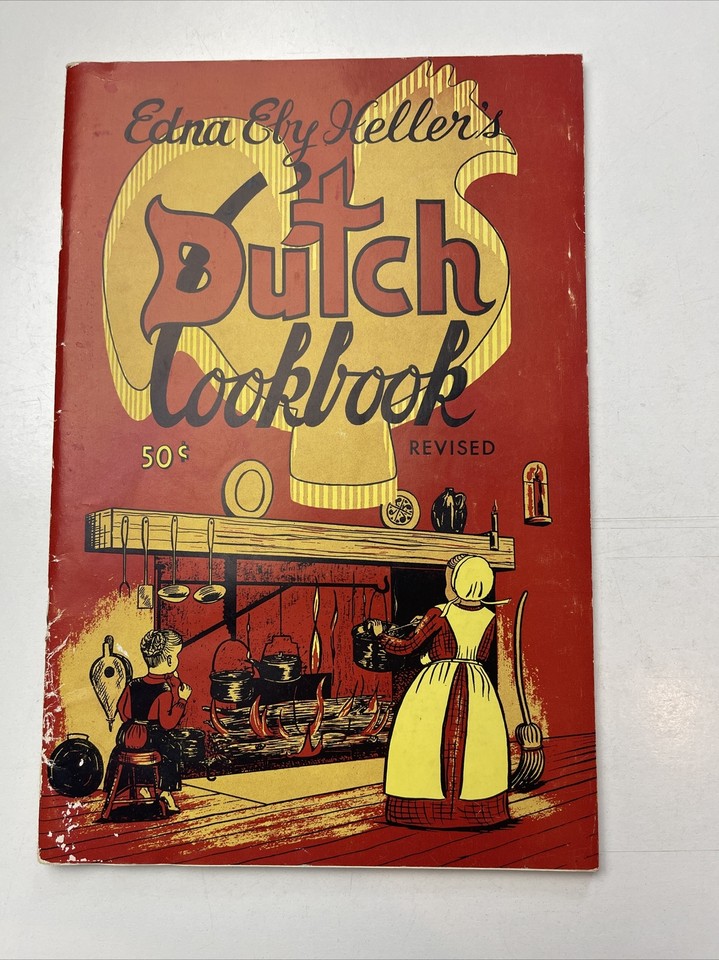 Edna Eby Heller's
Dutch
Cookbook
50¢
REVISED